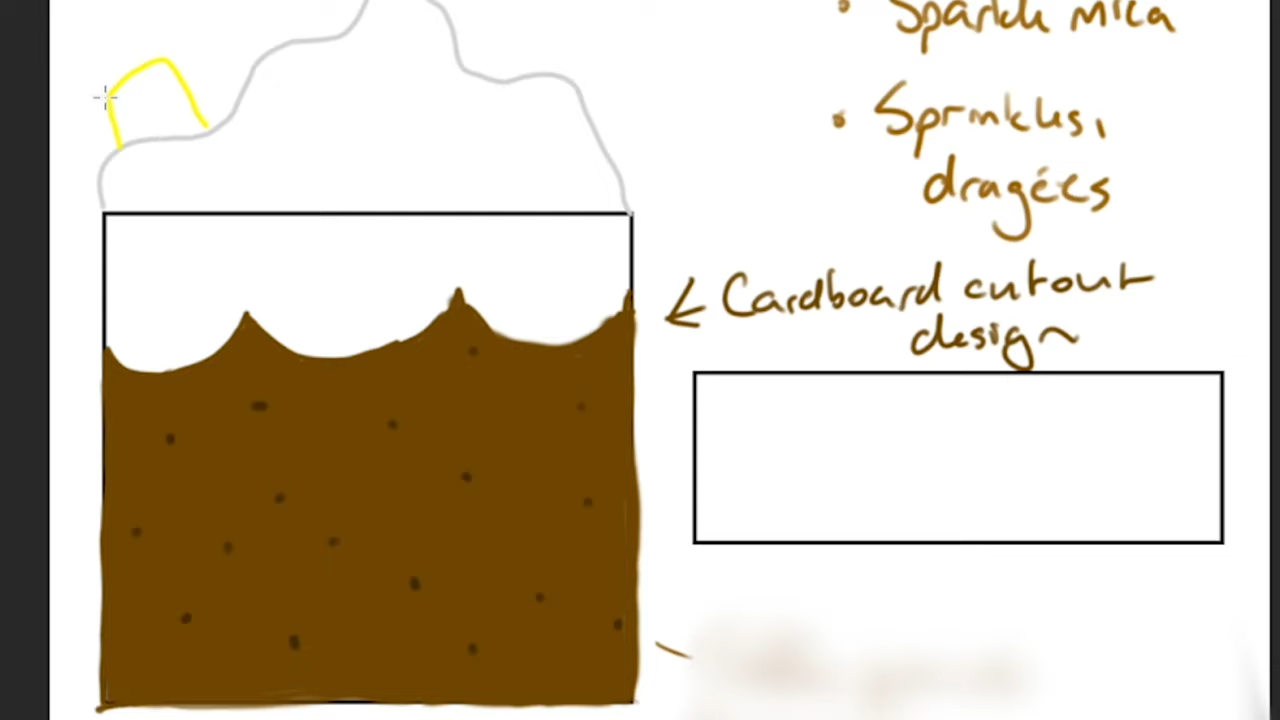 • Sparkle mica
• Sprinkles,
dragées
← Cardboard cutout
design